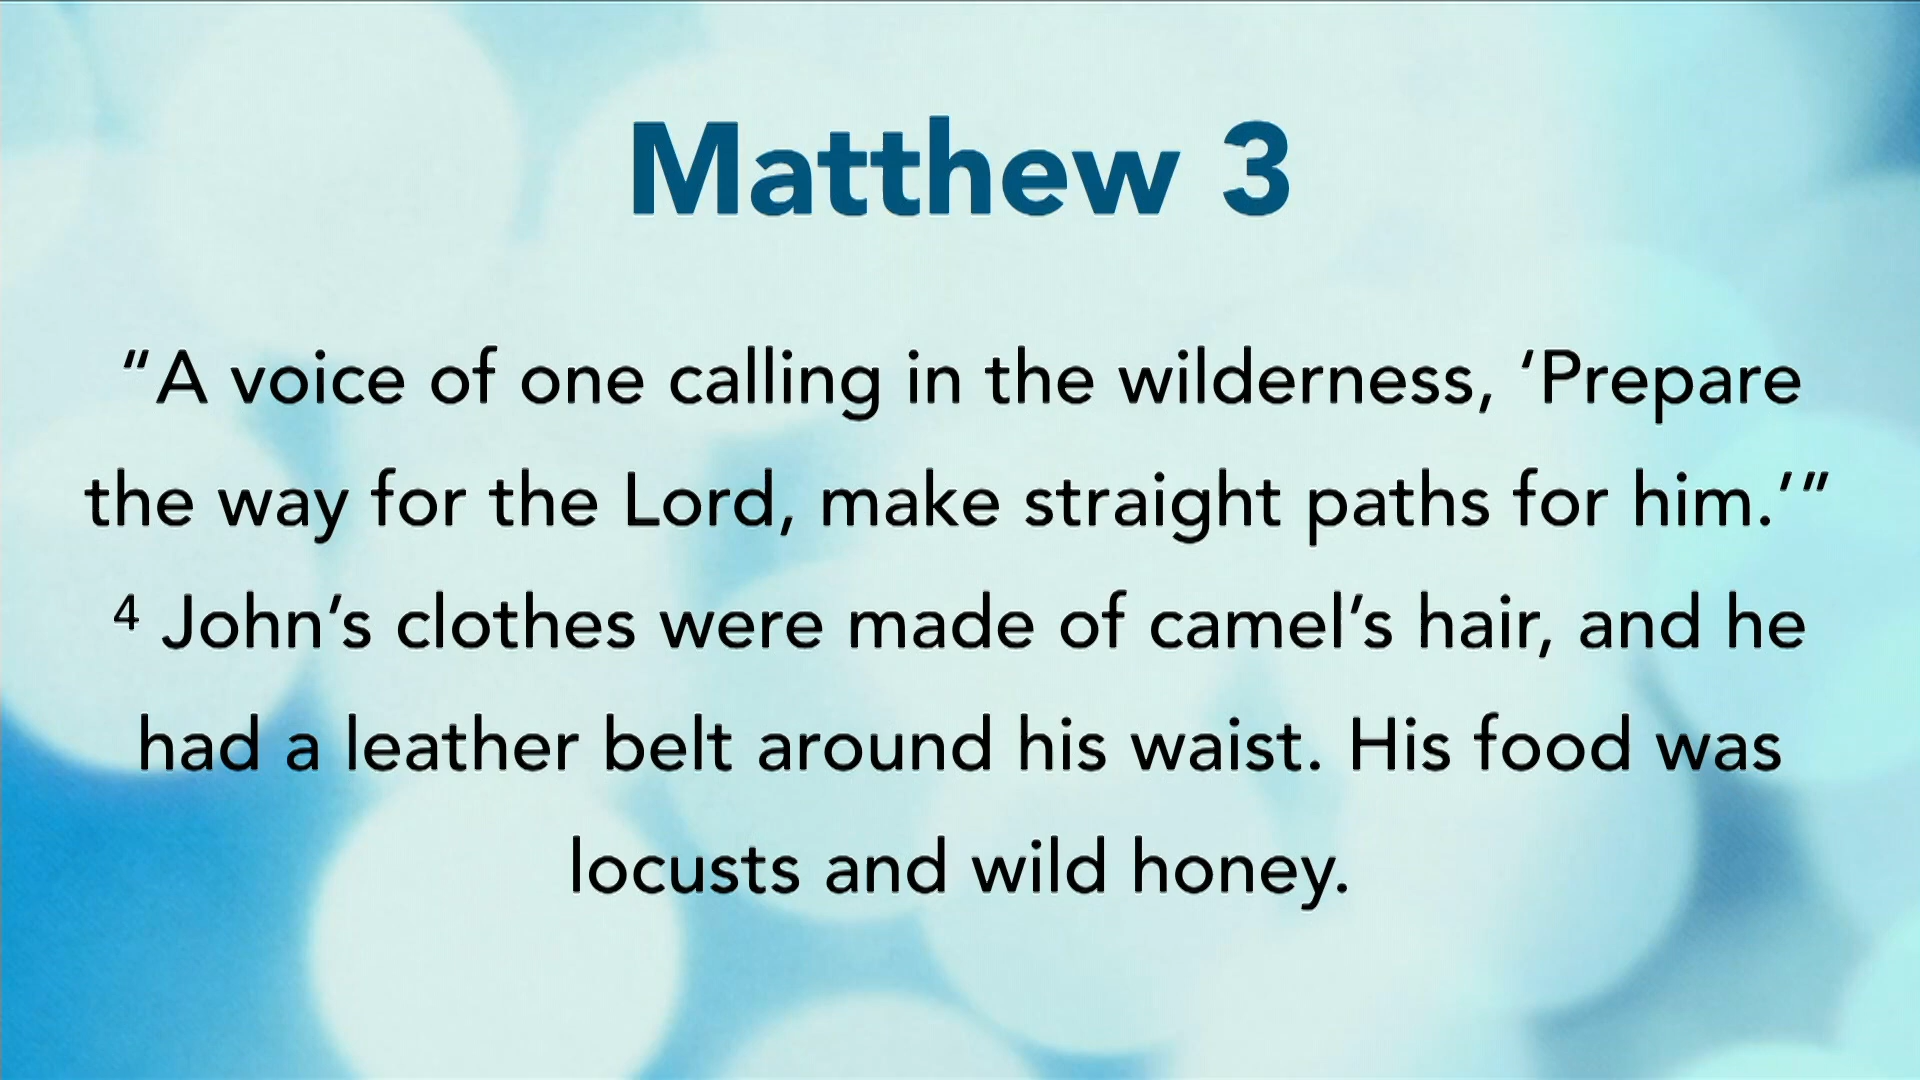 Matthew 3
“A voice of one calling in the wilderness, ‘Prepare
the way for the Lord, make straight paths for him.’”
⁴ John’s clothes were made of camel’s hair, and he
had a leather belt around his waist. His food was
locusts and wild honey.